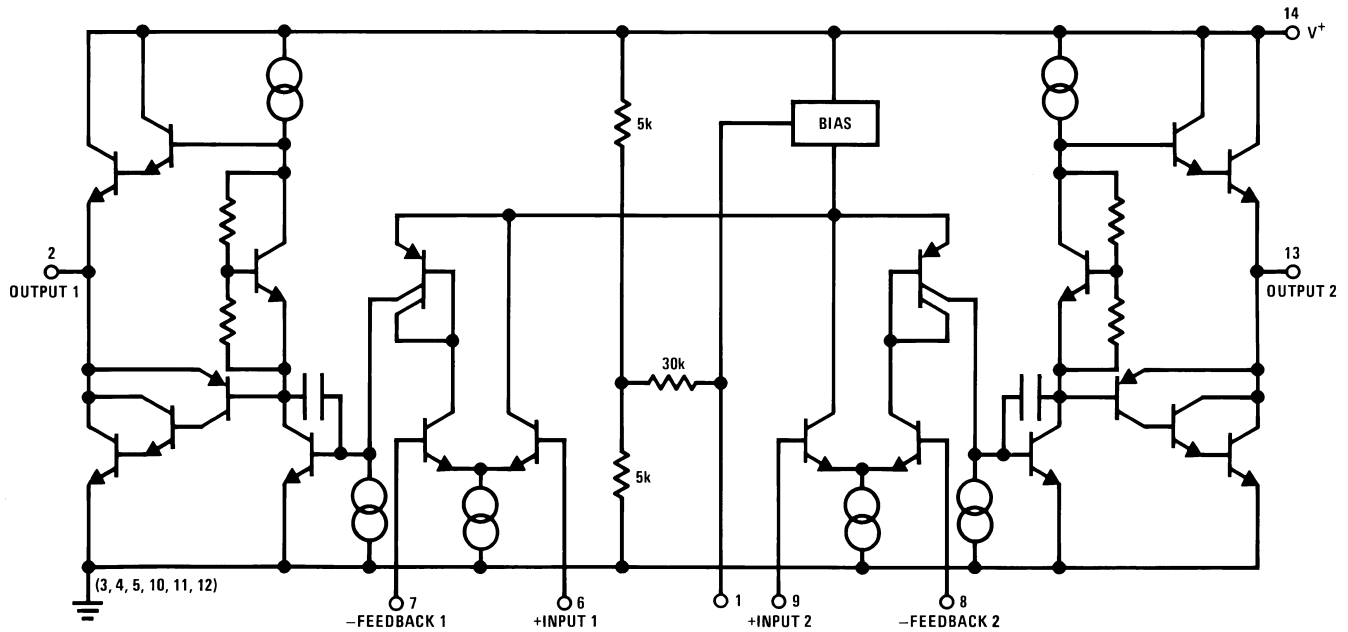 14
V+
5k
BIAS
2
OUTPUT 1
13
OUTPUT 2
30k
5k
(3, 4, 5, 10, 11, 12)
7
–FEEDBACK 1
6
+INPUT 1
1
9
+INPUT 2
8
–FEEDBACK 2